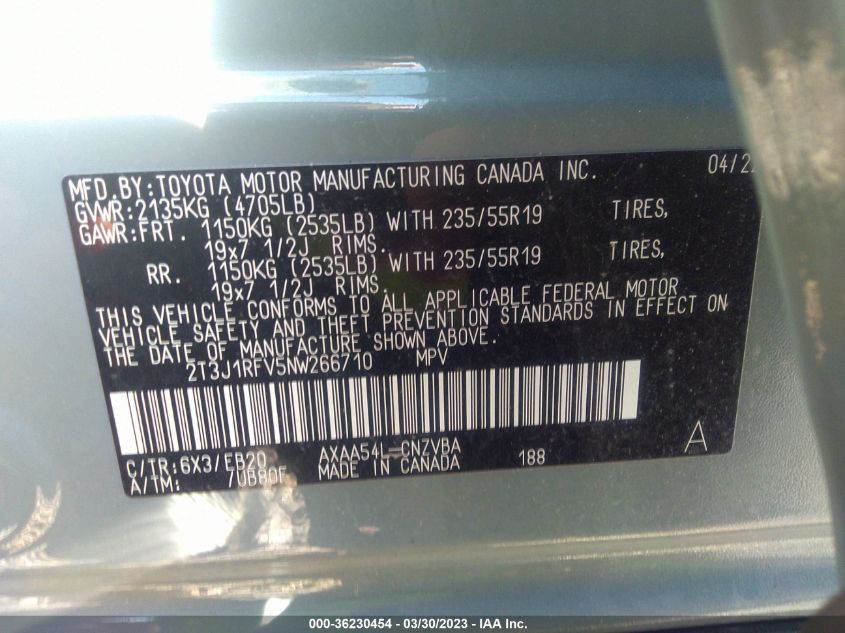 MFD.BY:TOYOTA MOTOR MANUFACTURING CANADA INC. 04/22
GVWR:2135KG (4705LB)
GAWR:FRT. 1150KG (2535LB) WITH 235/55R19 TIRES,
19x7 1/2J RIMS.
RR. 1150KG (2535LB) WITH 235/55R19 TIRES,
19x7 1/2J RIMS.
THIS VEHICLE CONFORMS TO ALL APPLICABLE FEDERAL MOTOR
VEHICLE SAFETY AND THEFT PREVENTION STANDARDS IN EFFECT ON
THE DATE OF MANUFACTURE SHOWN ABOVE.
2T3J1RFV5NW266710 MPV
C/TR:6X3/EB20 AXAA54L-CNZVBA 188 A
A/TM: /UB80F MADE IN CANADA
000-36230454 - 03/30/2023 - IAA Inc.